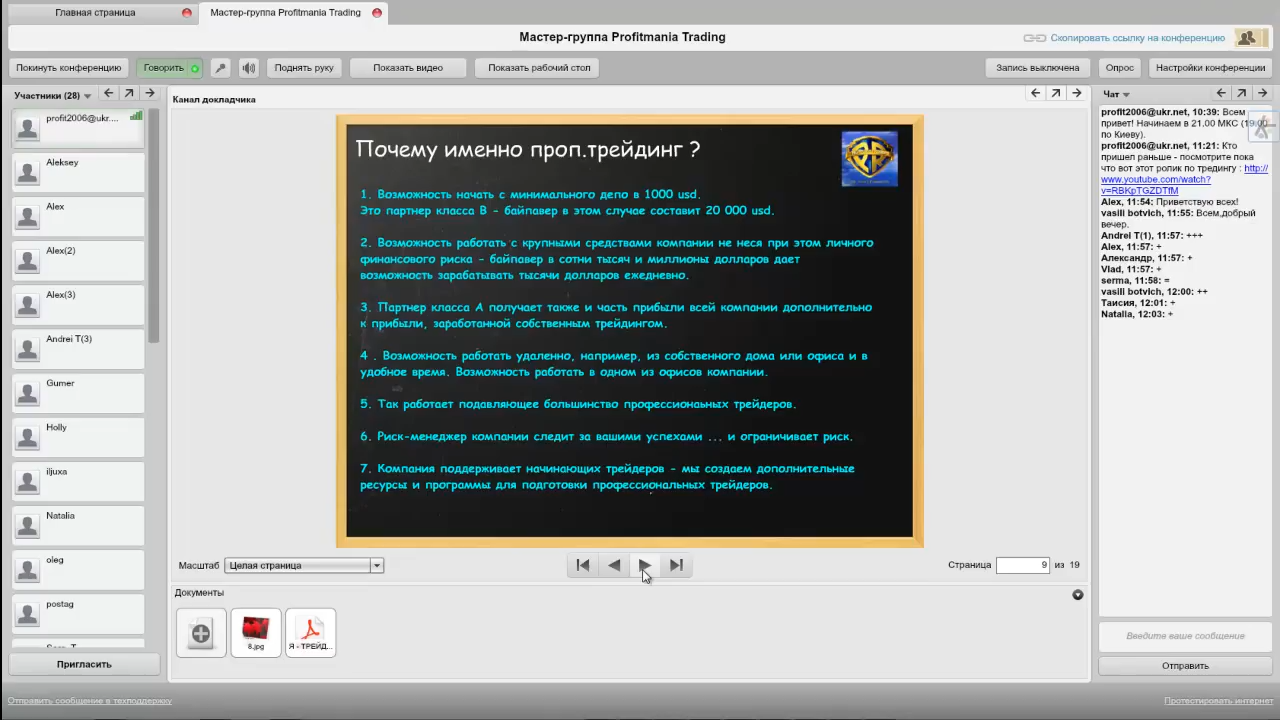 Главная страница
Мастер-группа Profitmania Trading
Мастер-группа Profitmania Trading
Скопировать ссылку на конференцию
Покинуть конференцию
Говорить
Поднять руку
Показать видео
Показать рабочий стол
Запись выключена
Опрос
Настройки конференции
Участники (28)
profit2006@ukr....
Aleksey
Alex
Alex(2)
Alex(3)
Andrei T(3)
Gumer
Holly
iljuxa
Natalia
oleg
postag
Пригласить
Канал докладчика
Почему именно проп.трейдинг ?
1. Возможность начать с минимального депо в 1000 usd.
Это партнер класса В - байпавер в этом случае составит 20 000 usd.
2. Возможность работать с крупными средствами компании не неся при этом личного
финансового риска - байпавер в сотни тысяч и миллионы долларов дает
возможность зарабатывать тысячи долларов ежедневно.
3. Партнер класса А получает также и часть прибыли всей компании дополнительно
к прибыли, заработанной собственным трейдингом.
4 . Возможность работать удаленно, например, из собственного дома или офиса и в
удобное время. Возможность работать в одном из офисов компании.
5. Так работает подавляющее большинство профессиональных трейдеров.
6. Риск-менеджер компании следит за вашими успехами ... и ограничивает риск.
7. Компания поддерживает начинающих трейдеров - мы создаем дополнительные
ресурсы и программы для подготовки профессиональных трейдеров.
Масштаб
Целая страница
Страница
9
из 19
Документы
8.jpg
Я - ТРЕЙД...
Чат
profit2006@ukr.net, 10:39: Всем
привет! Начинаем в 21,00 МКС (19:00
по Киеву).
profit2006@ukr.net, 11:21: Кто
пришел раньше - посмотрите пока
что вот этот ролик по тредингу : http://
www.youtube.com/watch?
v=RBKpTGZDTfM
Alex, 11:54: Приветствую всех!
vasili botvich, 11:55: Всем,добрый
вечер.
Andrei T(1), 11:57: +++
Alex, 11:57: +
Александр, 11:57: +
Vlad, 11:57: +
serma, 11:58: =
vasili botvich, 12:00: ++
Таисия, 12:01: +
Natalia, 12:03: +
Введите ваше сообщение
Отправить
Отправить сообщение в техподдержку
Протестировать интернет